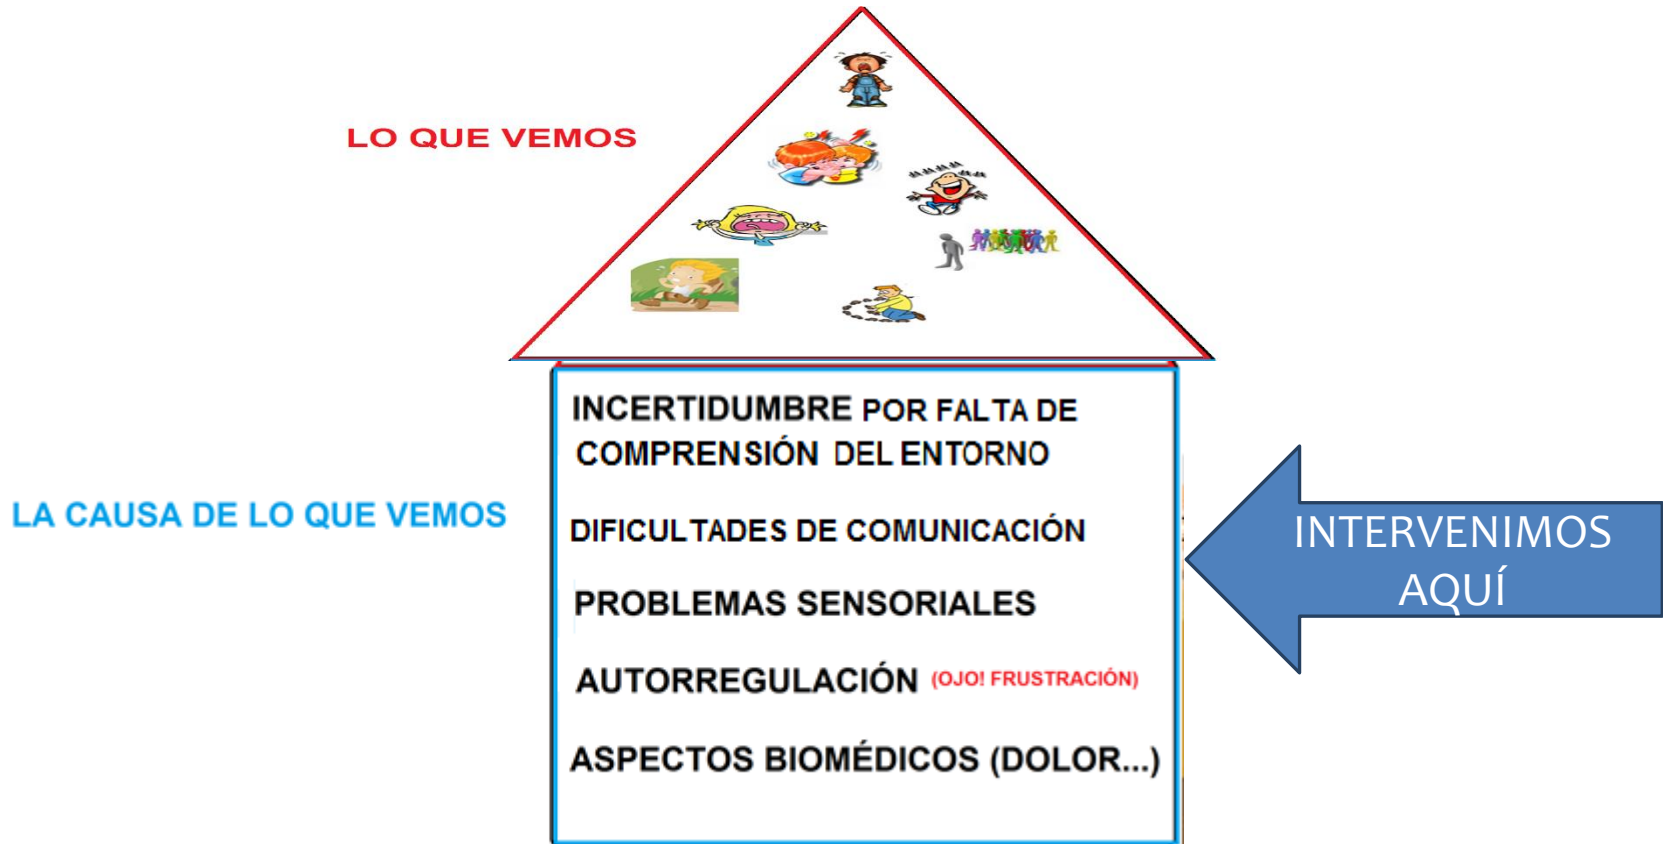 LO QUE VEMOS
INCERTIDUMBRE POR FALTA DE
COMPRENSIÓN DEL ENTORNO
LA CAUSA DE LO QUE VEMOS
DIFICULTADES DE COMUNICACIÓN
PROBLEMAS SENSORIALES
AUTORREGULACIÓN (OJO! FRUSTRACIÓN)
ASPECTOS BIOMÉDICOS (DOLOR...)
INTERVENIMOS
AQUÍ